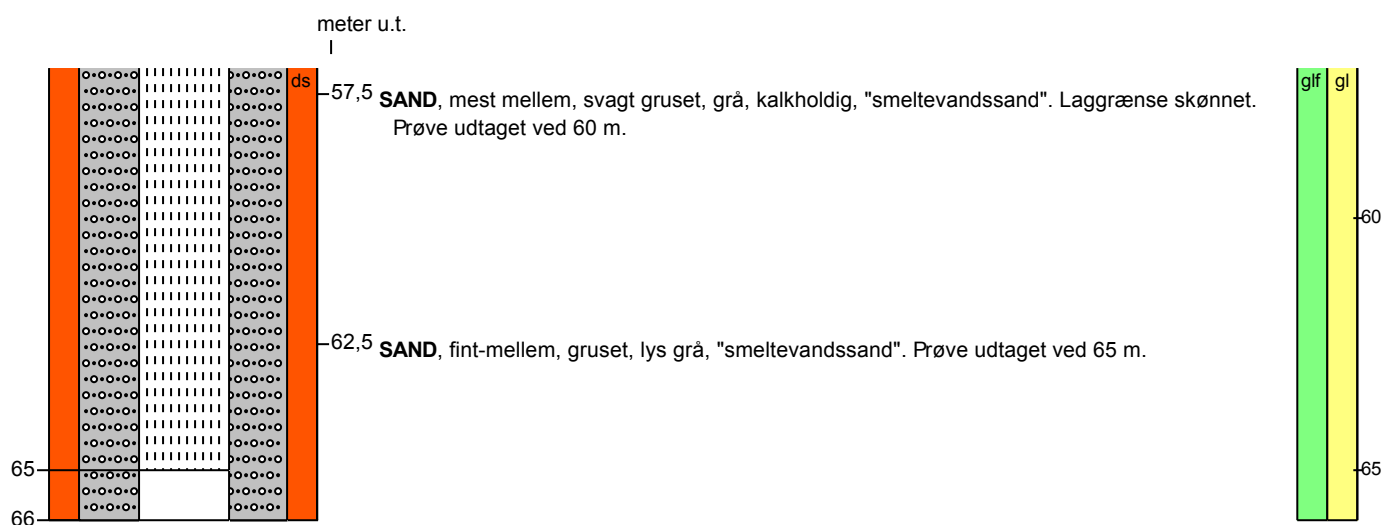 meter u.t.
ds
57,5 SAND, mest mellem, svagt gruset, grå, kalkholdig, "smeltevandssand". Laggrænse skønnet.
Prøve udtaget ved 60 m.
glf gl
60
62,5 SAND, fint-mellem, gruset, lys grå, "smeltevandssand". Prøve udtaget ved 65 m.
65
65
66